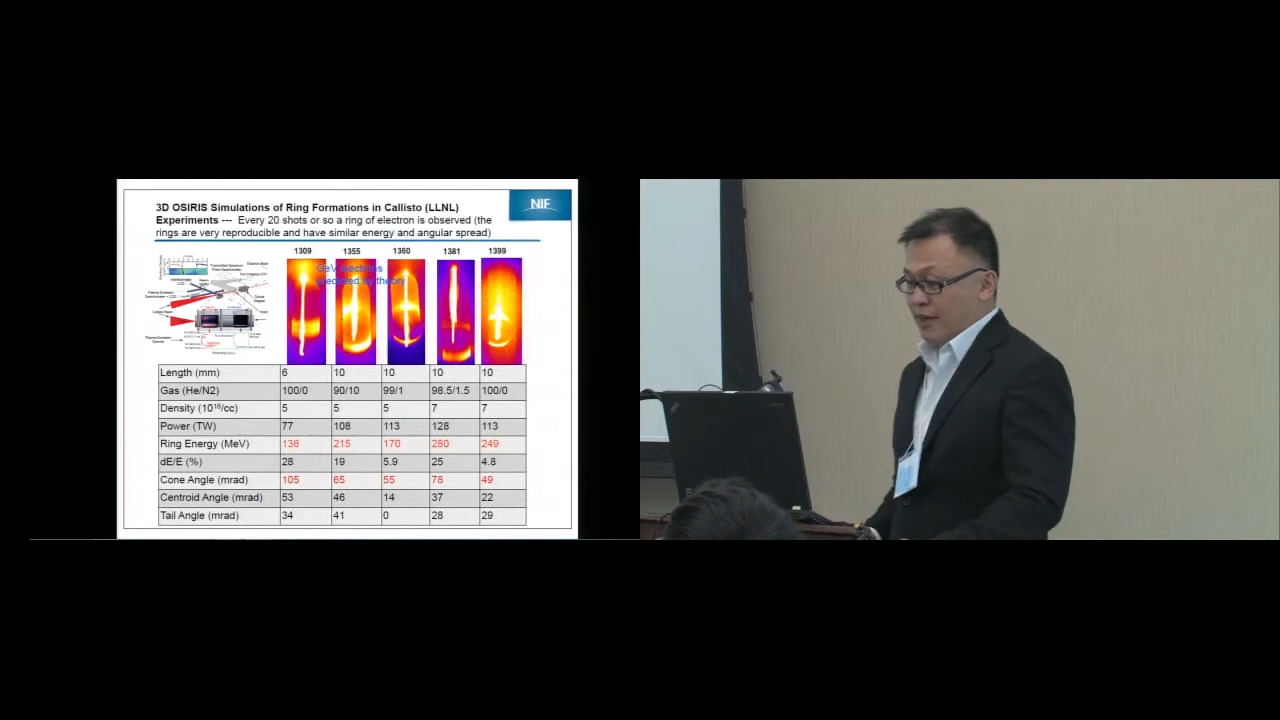 3D OSIRIS Simulations of Ring Formations in Callisto (LLNL)
Experiments --- Every 20 shots or so a ring of electron is observed (the
rings are very reproducible and have similar energy and angular spread)
NIF
1309 1355 1360 1381 1399
GeV electrons
predicted by theory
Length (mm) 6 10 10 10 10
Gas (He/N2) 100/0 90/10 99/1 98.5/1.5 100/0
Density (10¹⁸/cc) 5 5 5 7 7
Power (TW) 77 108 113 128 113
Ring Energy (MeV) 136 215 170 280 249
dE/E (%) 28 19 5.9 25 4.8
Cone Angle (mrad) 105 65 55 78 49
Centroid Angle (mrad) 53 46 14 37 22
Tail Angle (mrad) 34 41 0 28 29